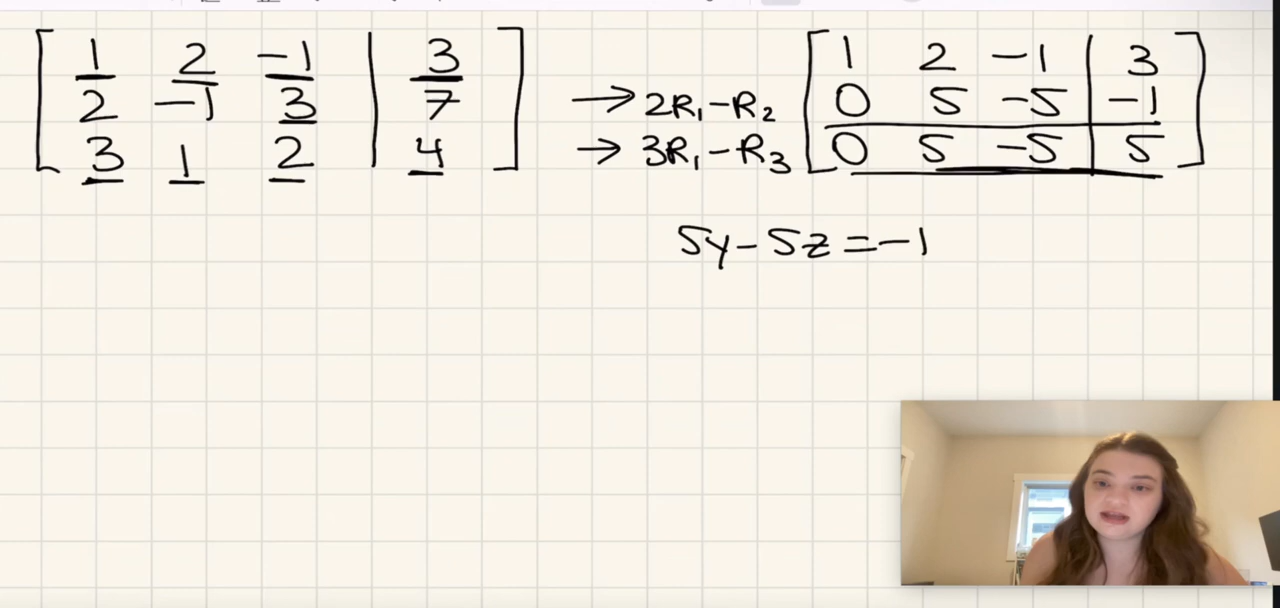 [ 1 2 -1 | 3 ]
[ 2 -1 3 | 7 ]
[ 3 1 2 | 4 ]
→ 2R₁-R₂
→ 3R₁-R₃
[ 1 2 -1 | 3 ]
[ 0 5 -5 | -1 ]
[ 0 5 -5 | 5 ]
5y-5z=-1